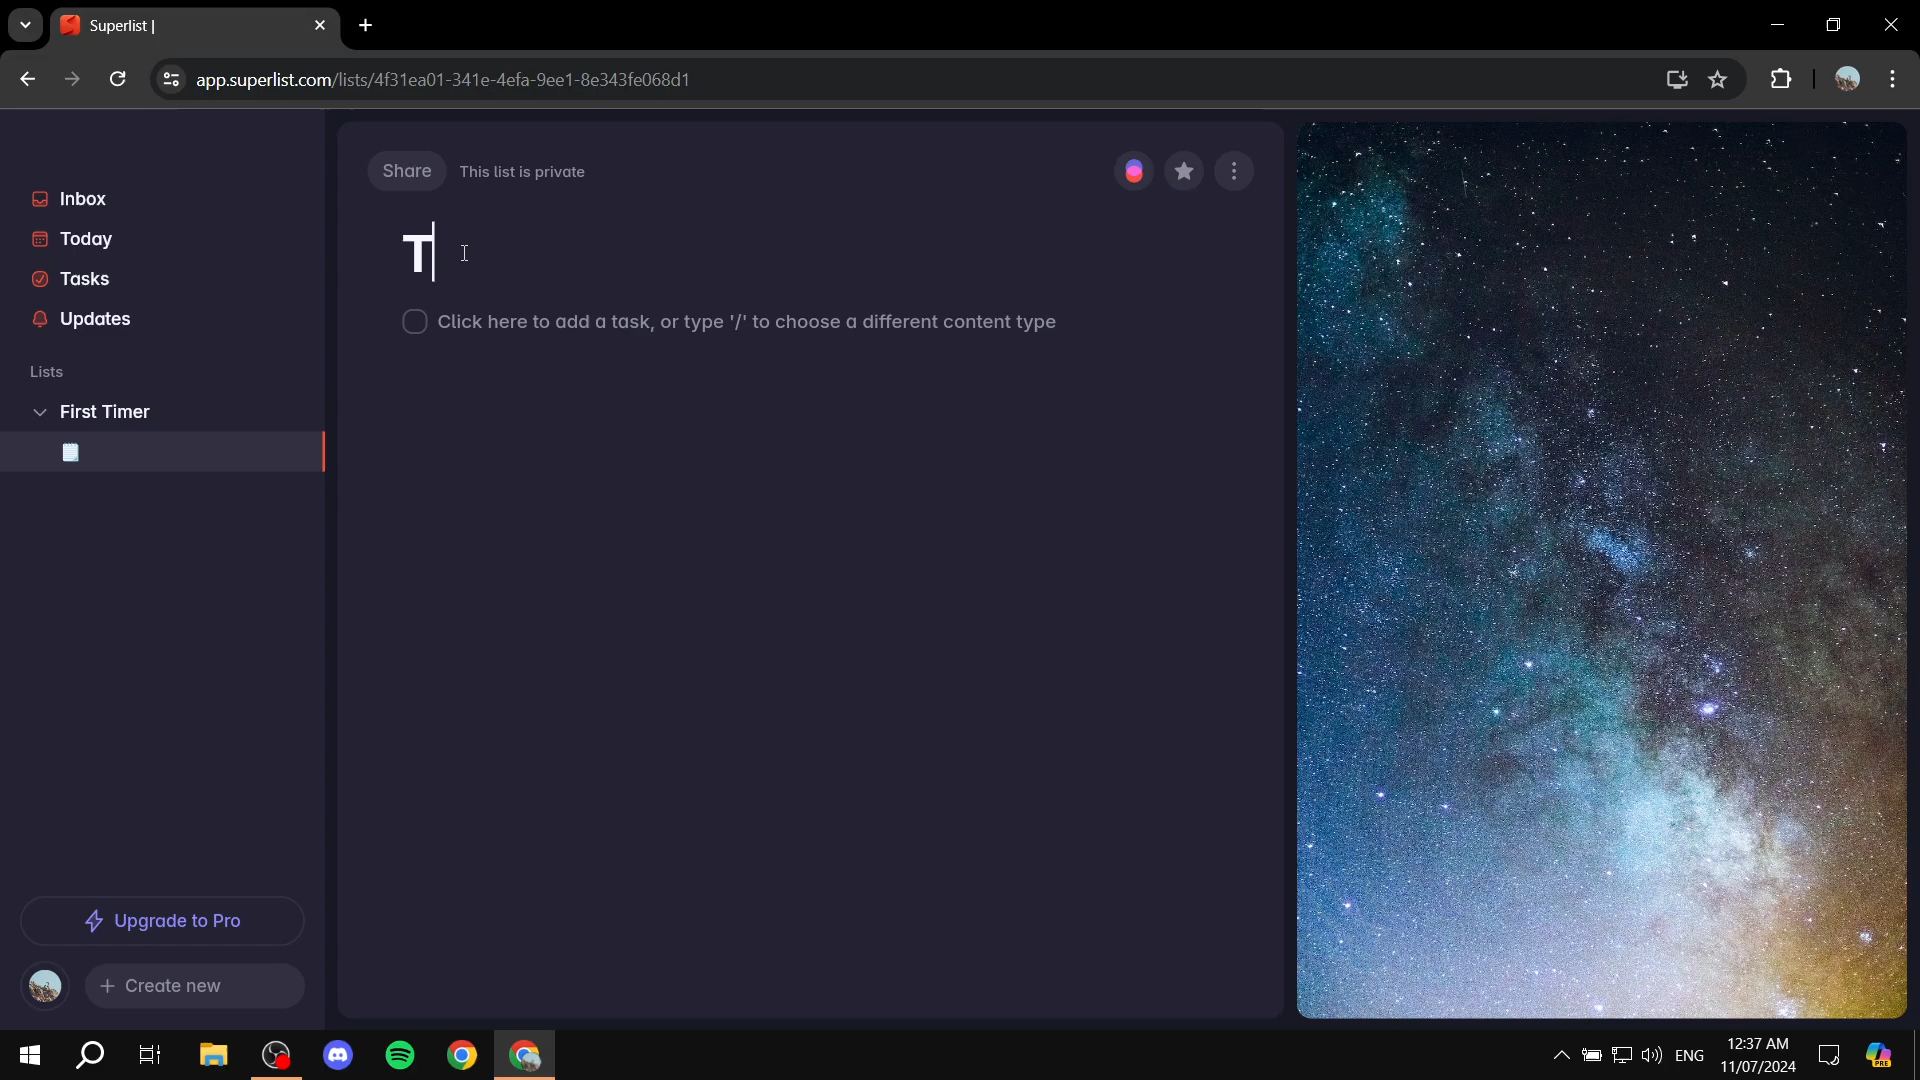 Superlist |
app.superlist.com/lists/4f31ea01-341e-4efa-9ee1-8e343fe068d1
Inbox
Today
Tasks
Updates
Lists
First Timer
Upgrade to Pro
+ Create new
Share
This list is private
T
Click here to add a task, or type '/' to choose a different content type
ENG
12:37 AM
11/07/2024
PRE